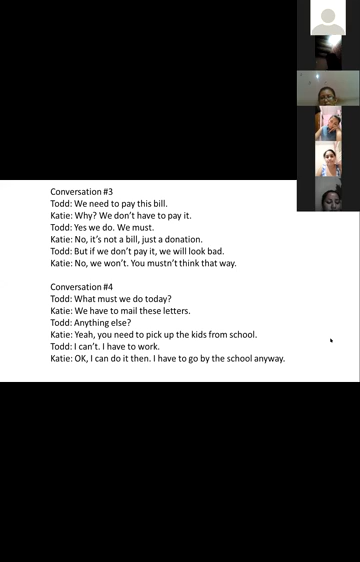 Conversation #3
Todd: We need to pay this bill.
Katie: Why? We don't have to pay it.
Todd: Yes we do. We must.
Katie: No, it's not a bill, just a donation.
Todd: But if we don't pay it, we will look bad.
Katie: No, we won't. You mustn't think that way.
Conversation #4
Todd: What must we do today?
Katie: We have to mail these letters.
Todd: Anything else?
Katie: Yeah, you need to pick up the kids from school.
Todd: I can't. I have to work.
Katie: OK, I can do it then. I have to go by the school anyway.